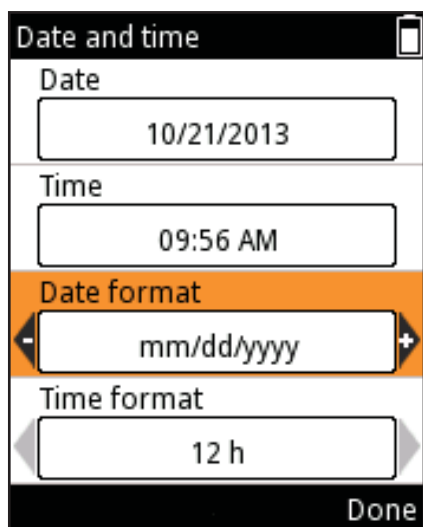 Date and time
Date
10/21/2013
Time
09:56 AM
Date format
- mm/dd/yyyy +
Time format
12 h
Done